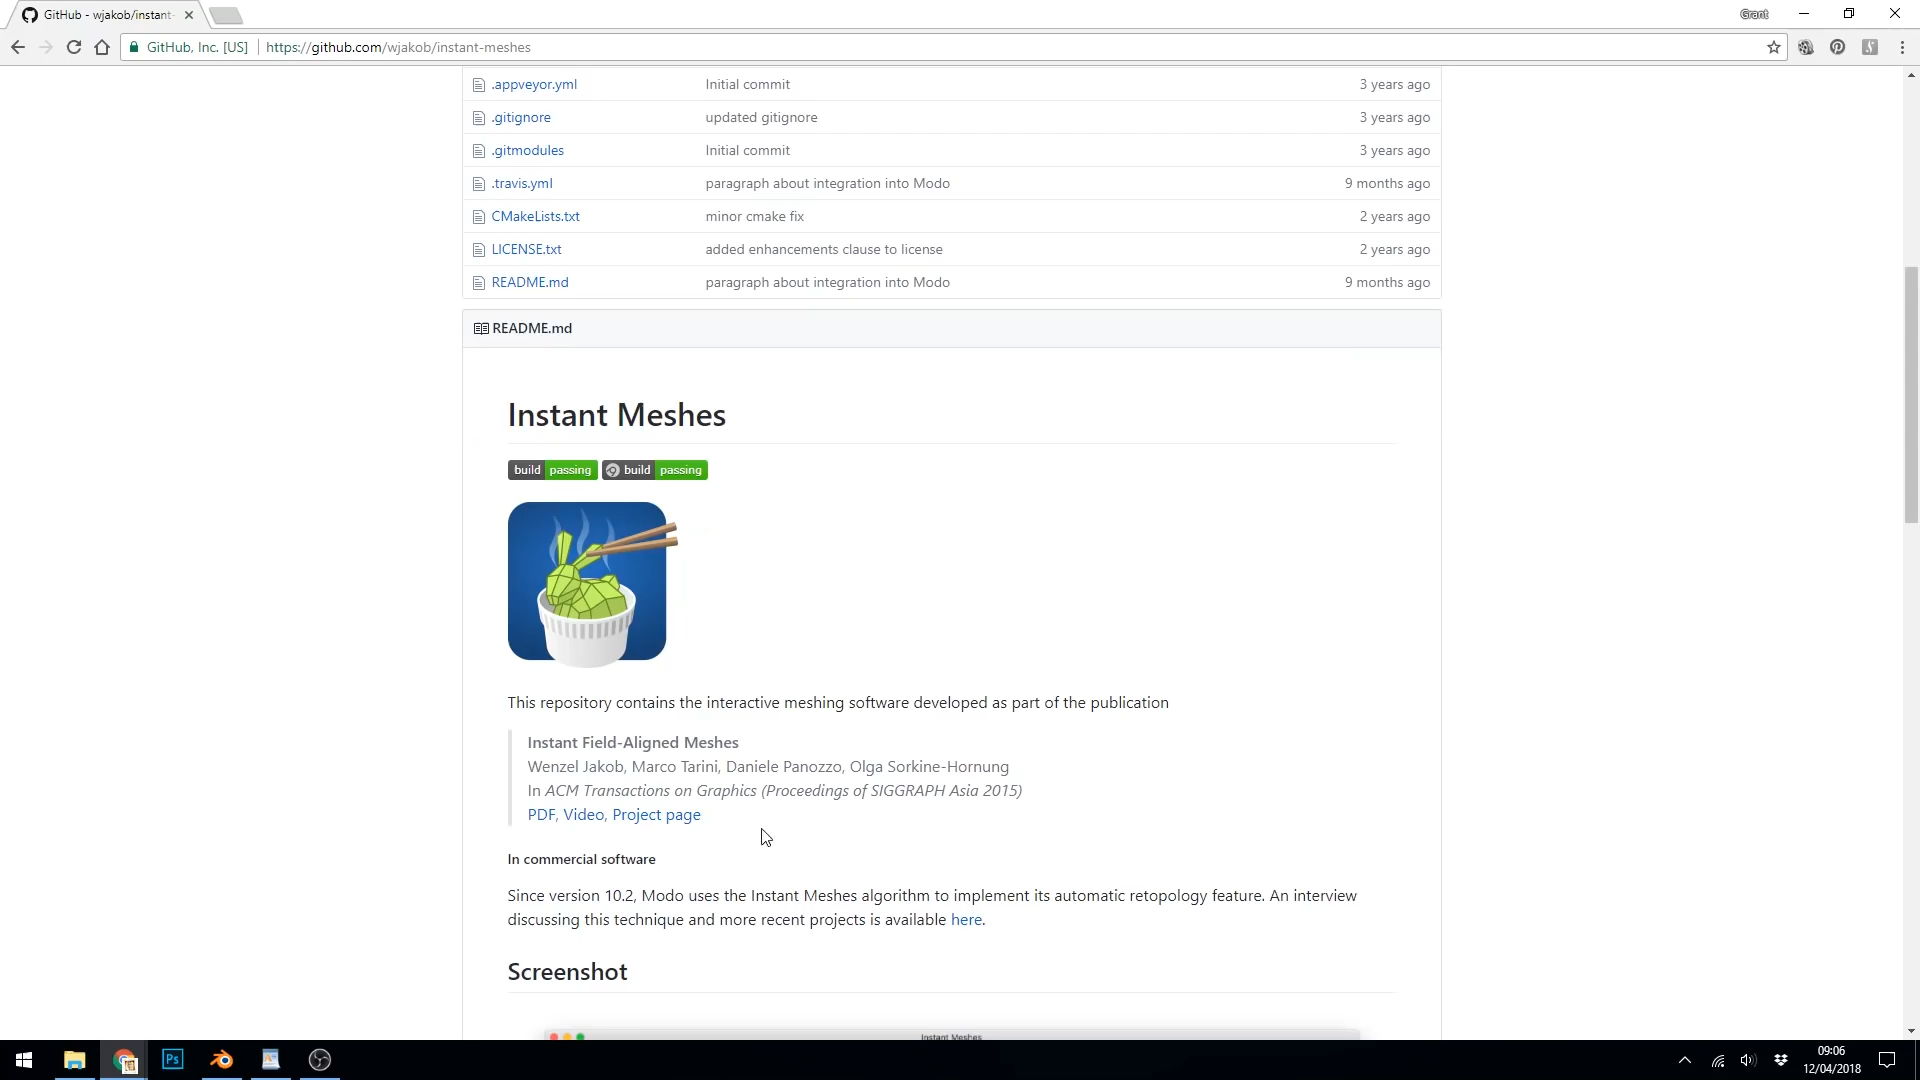 GitHub - wjakob/instant-
Grant
GitHub, Inc. [US] https://github.com/wjakob/instant-meshes
.appveyor.yml Initial commit 3 years ago
.gitignore updated gitignore 3 years ago
.gitmodules Initial commit 3 years ago
.travis.yml paragraph about integration into Modo 9 months ago
CMakeLists.txt minor cmake fix 2 years ago
LICENSE.txt added enhancements clause to license 2 years ago
README.md paragraph about integration into Modo 9 months ago
README.md
Instant Meshes
build passing build passing
This repository contains the interactive meshing software developed as part of the publication
Instant Field-Aligned Meshes
Wenzel Jakob, Marco Tarini, Daniele Panozzo, Olga Sorkine-Hornung
In ACM Transactions on Graphics (Proceedings of SIGGRAPH Asia 2015)
PDF, Video, Project page
In commercial software
Since version 10.2, Modo uses the Instant Meshes algorithm to implement its automatic retopology feature. An interview
discussing this technique and more recent projects is available here.
Screenshot
Instant Meshes
Ps
09:06
12/04/2018